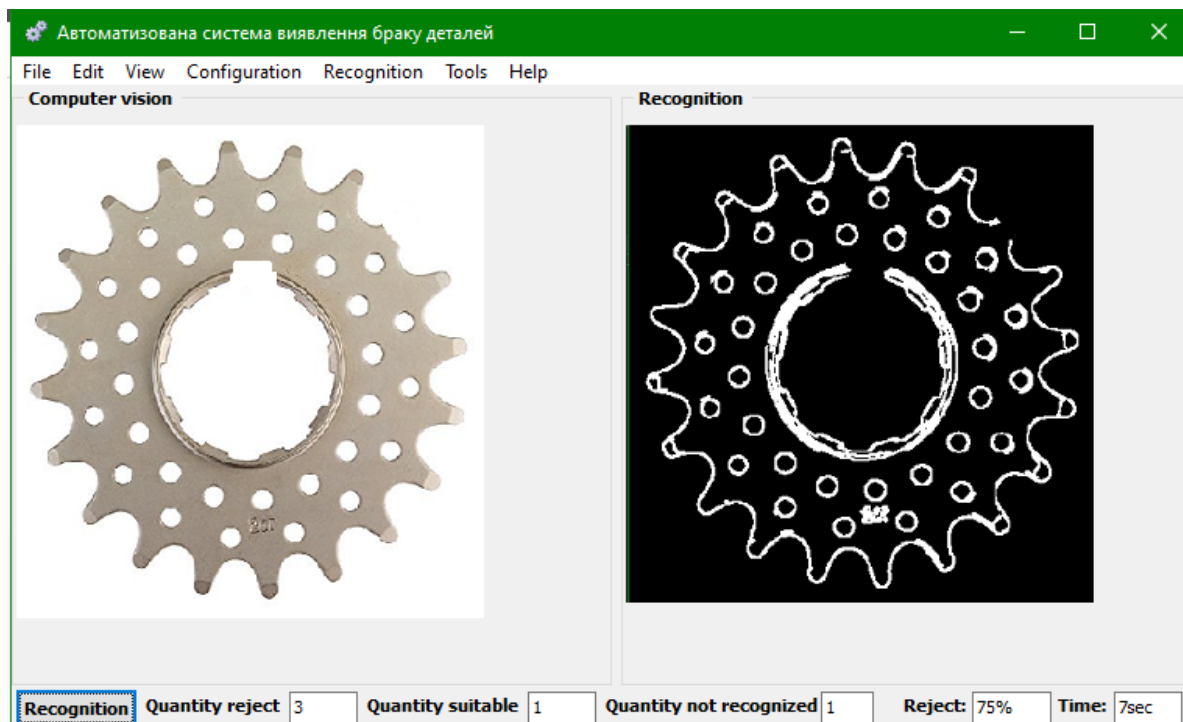 Автоматизована система виявлення браку деталей
File Edit View Configuration Recognition Tools Help
Computer vision
Recognition
Recognition Quantity reject 3 Quantity suitable 1 Quantity not recognized 1 Reject: 75% Time: 7sec